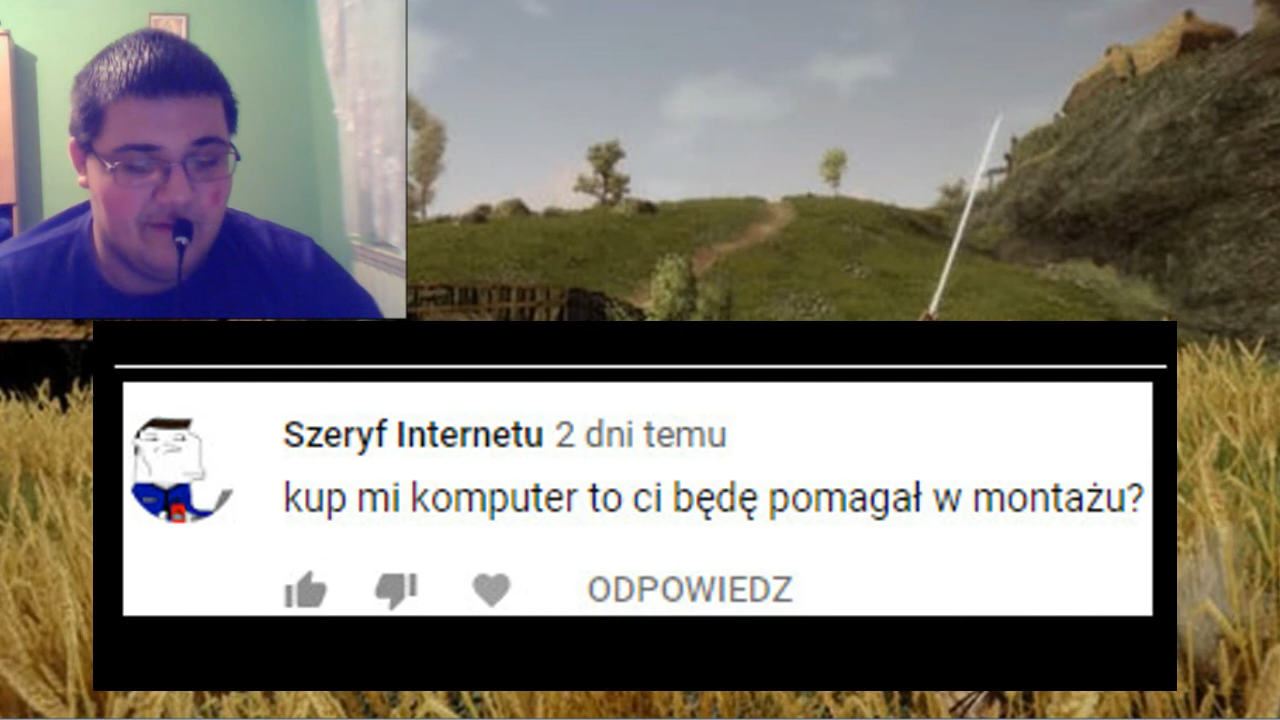 Szeryf Internetu 2 dni temu
kup mi komputer to ci będę pomagał w montażu?
ODPOWIEDZ